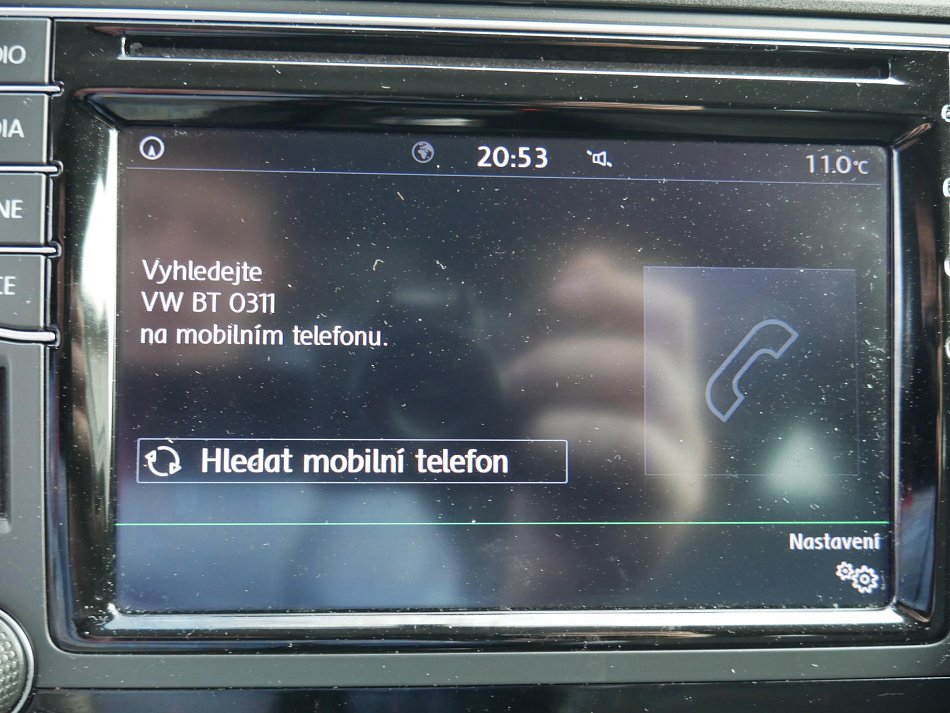 20:53
11.0°C
Vyhledejte
VW BT 0311
na mobilním telefonu.
Hledat mobilní telefon
Nastavení